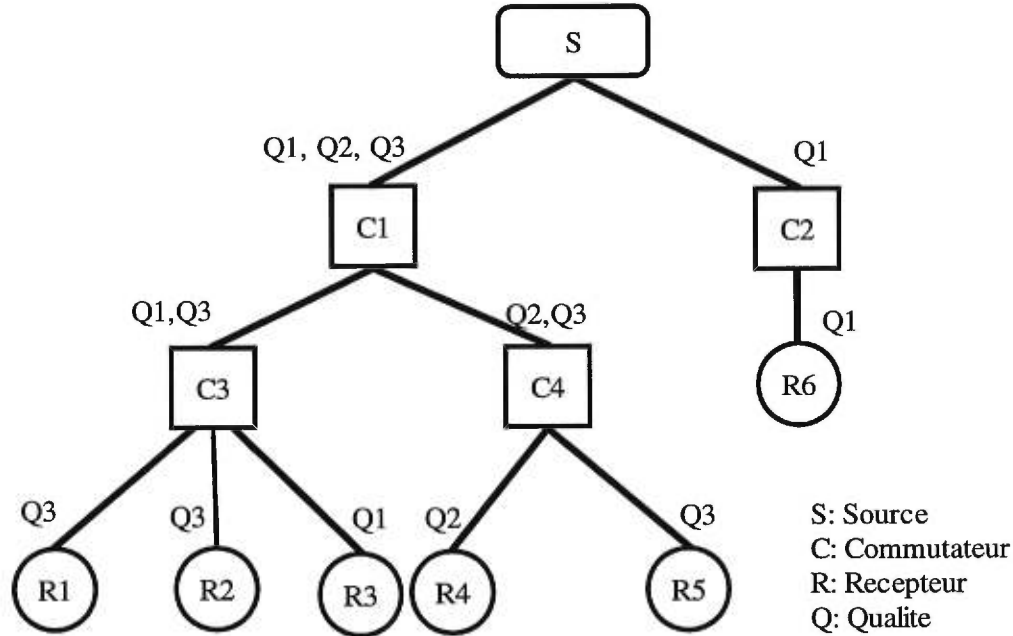 S
Q1, Q2, Q3
Q1
C1
C2
Q1,Q3
Q2,Q3
Q1
C3
C4
R6
Q3
Q3
Q1
Q2
Q3
R1
R2
R3
R4
R5
S: Source
C: Commutateur
R: Recepteur
Q: Qualite